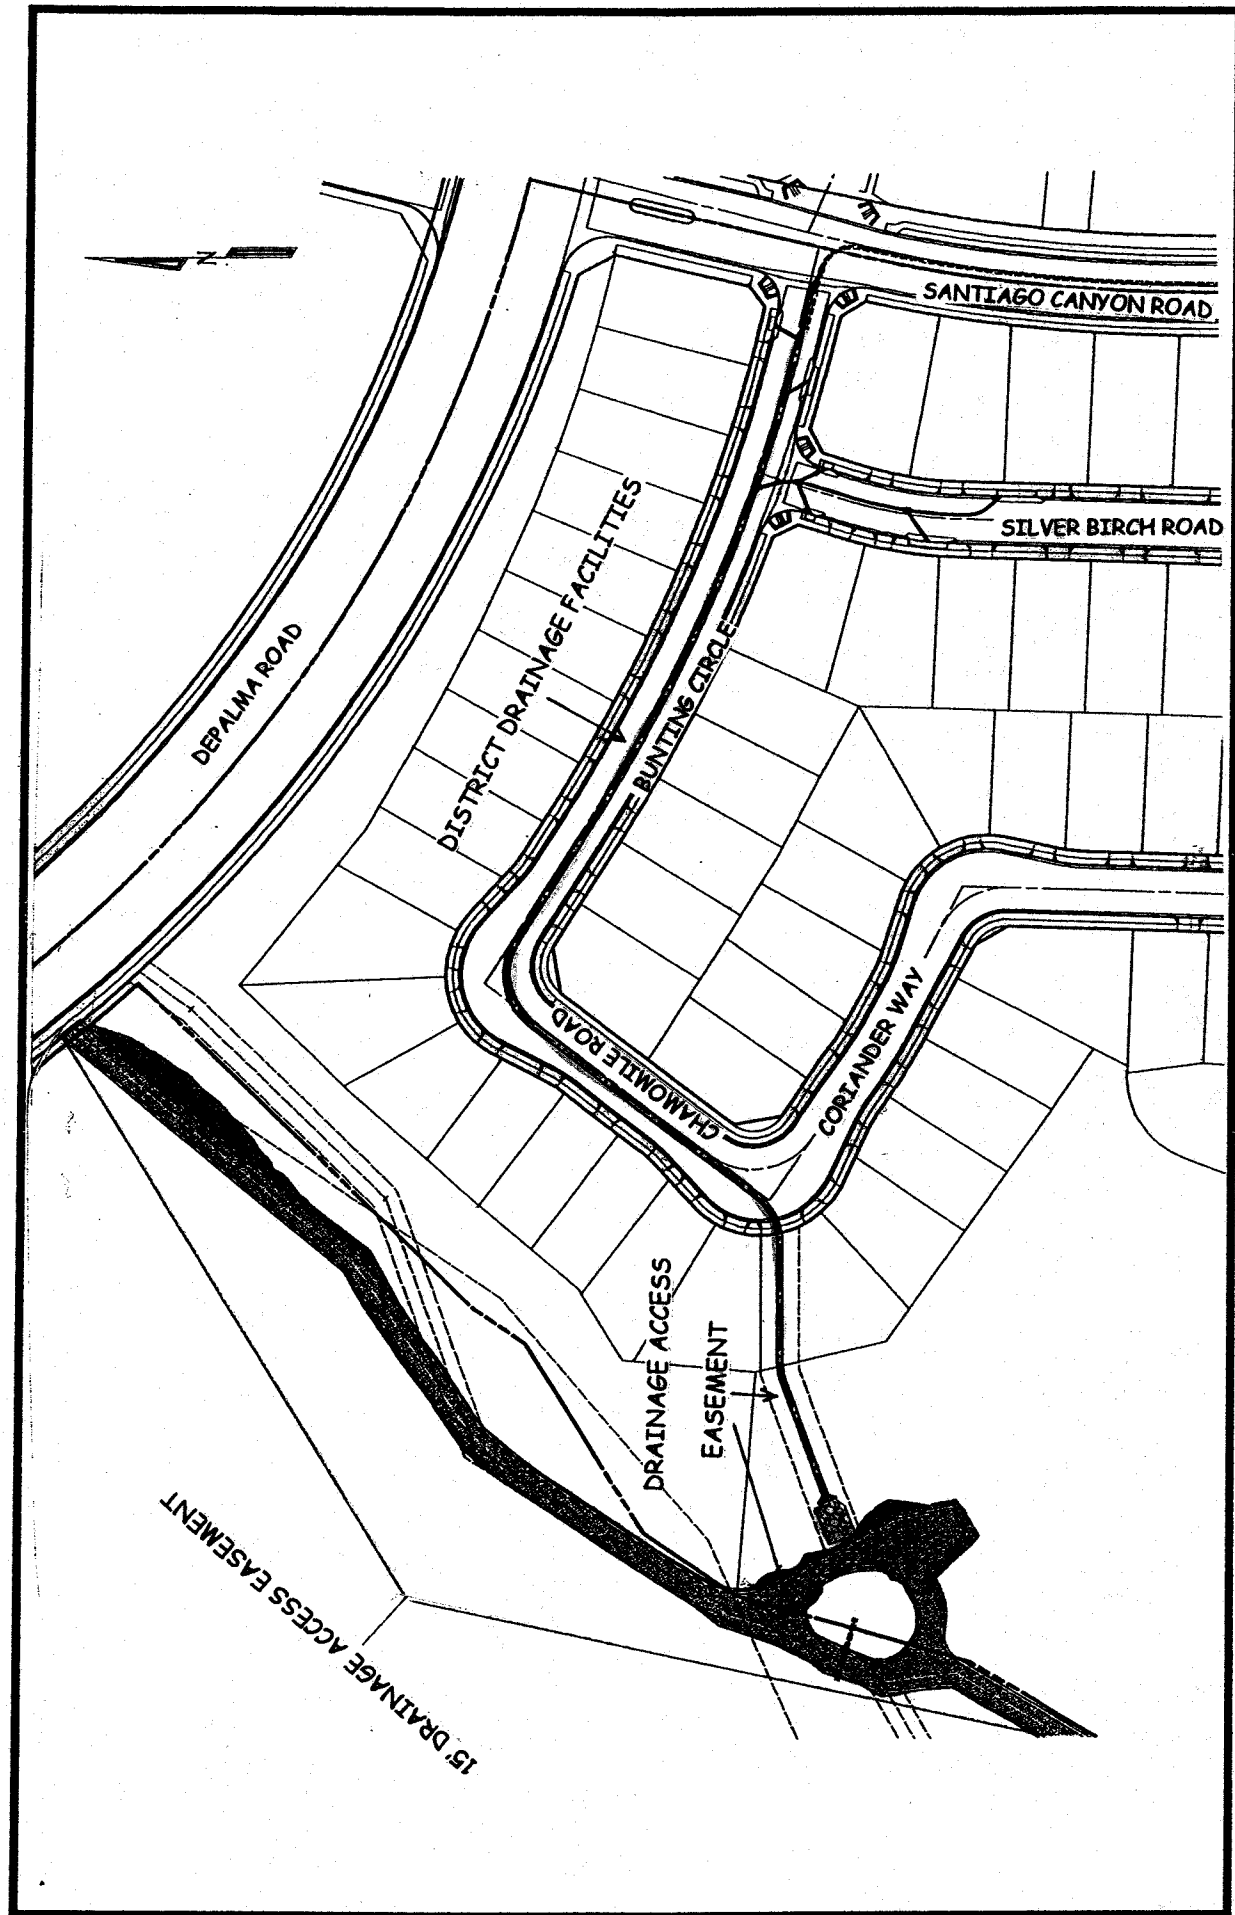 N
SANTIAGO CANYON ROAD
SILVER BIRCH ROAD
DISTRICT DRAINAGE FACILITIES
DEPALMA ROAD
BUNTING CIRCLE
CHAMOMILE ROAD
CORIANDER WAY
DRAINAGE ACCESS
EASEMENT
15' DRAINAGE ACCESS EASEMENT